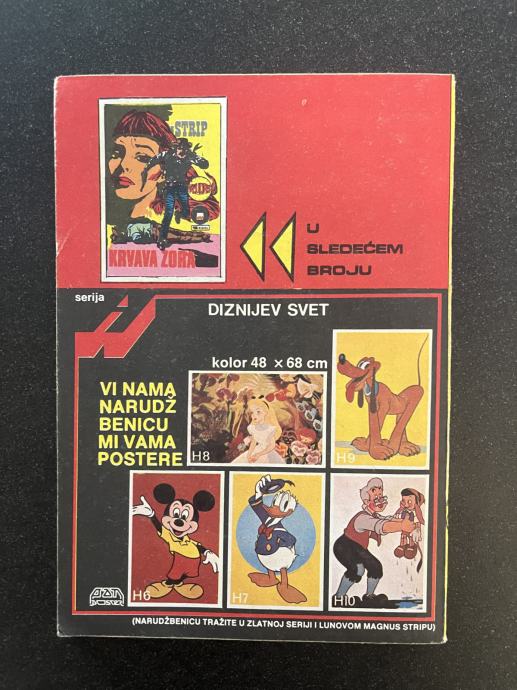 STRIP
KRVAVA ZORA
U
SLEDEĆEM
BROJU
serija
DIZNIJEV SVET
kolor 48 × 68 cm
VI NAMA
NARUDŽ
BENICU
MI VAMA
POSTERE
H8
H9
H6
H7
H10
(NARUDŽBENICU TRAŽITE U ZLATNOJ SERIJI I LUNOVOM MAGNUS STRIPU)